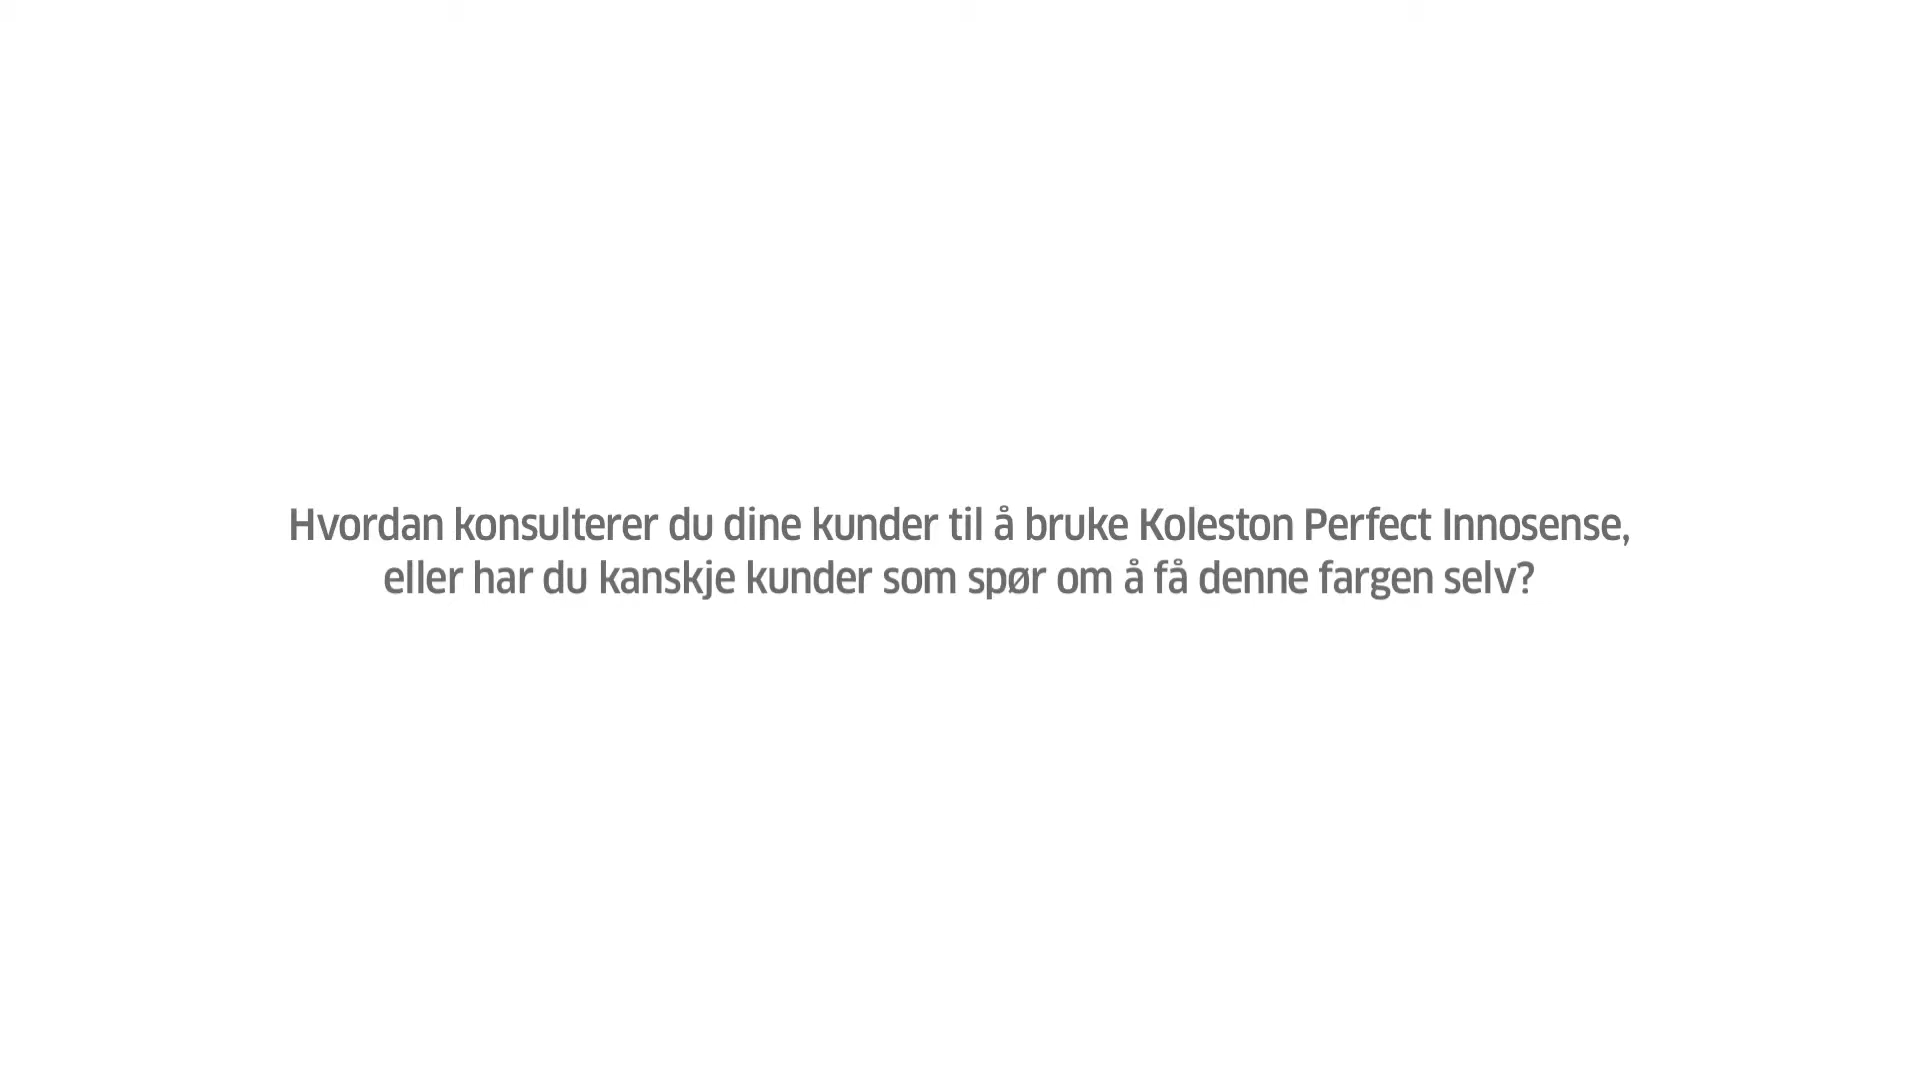 Hvordan konsulterer du dine kunder til å bruke Koleston Perfect Innosense,
eller har du kanskje kunder som spør om å få denne fargen selv?